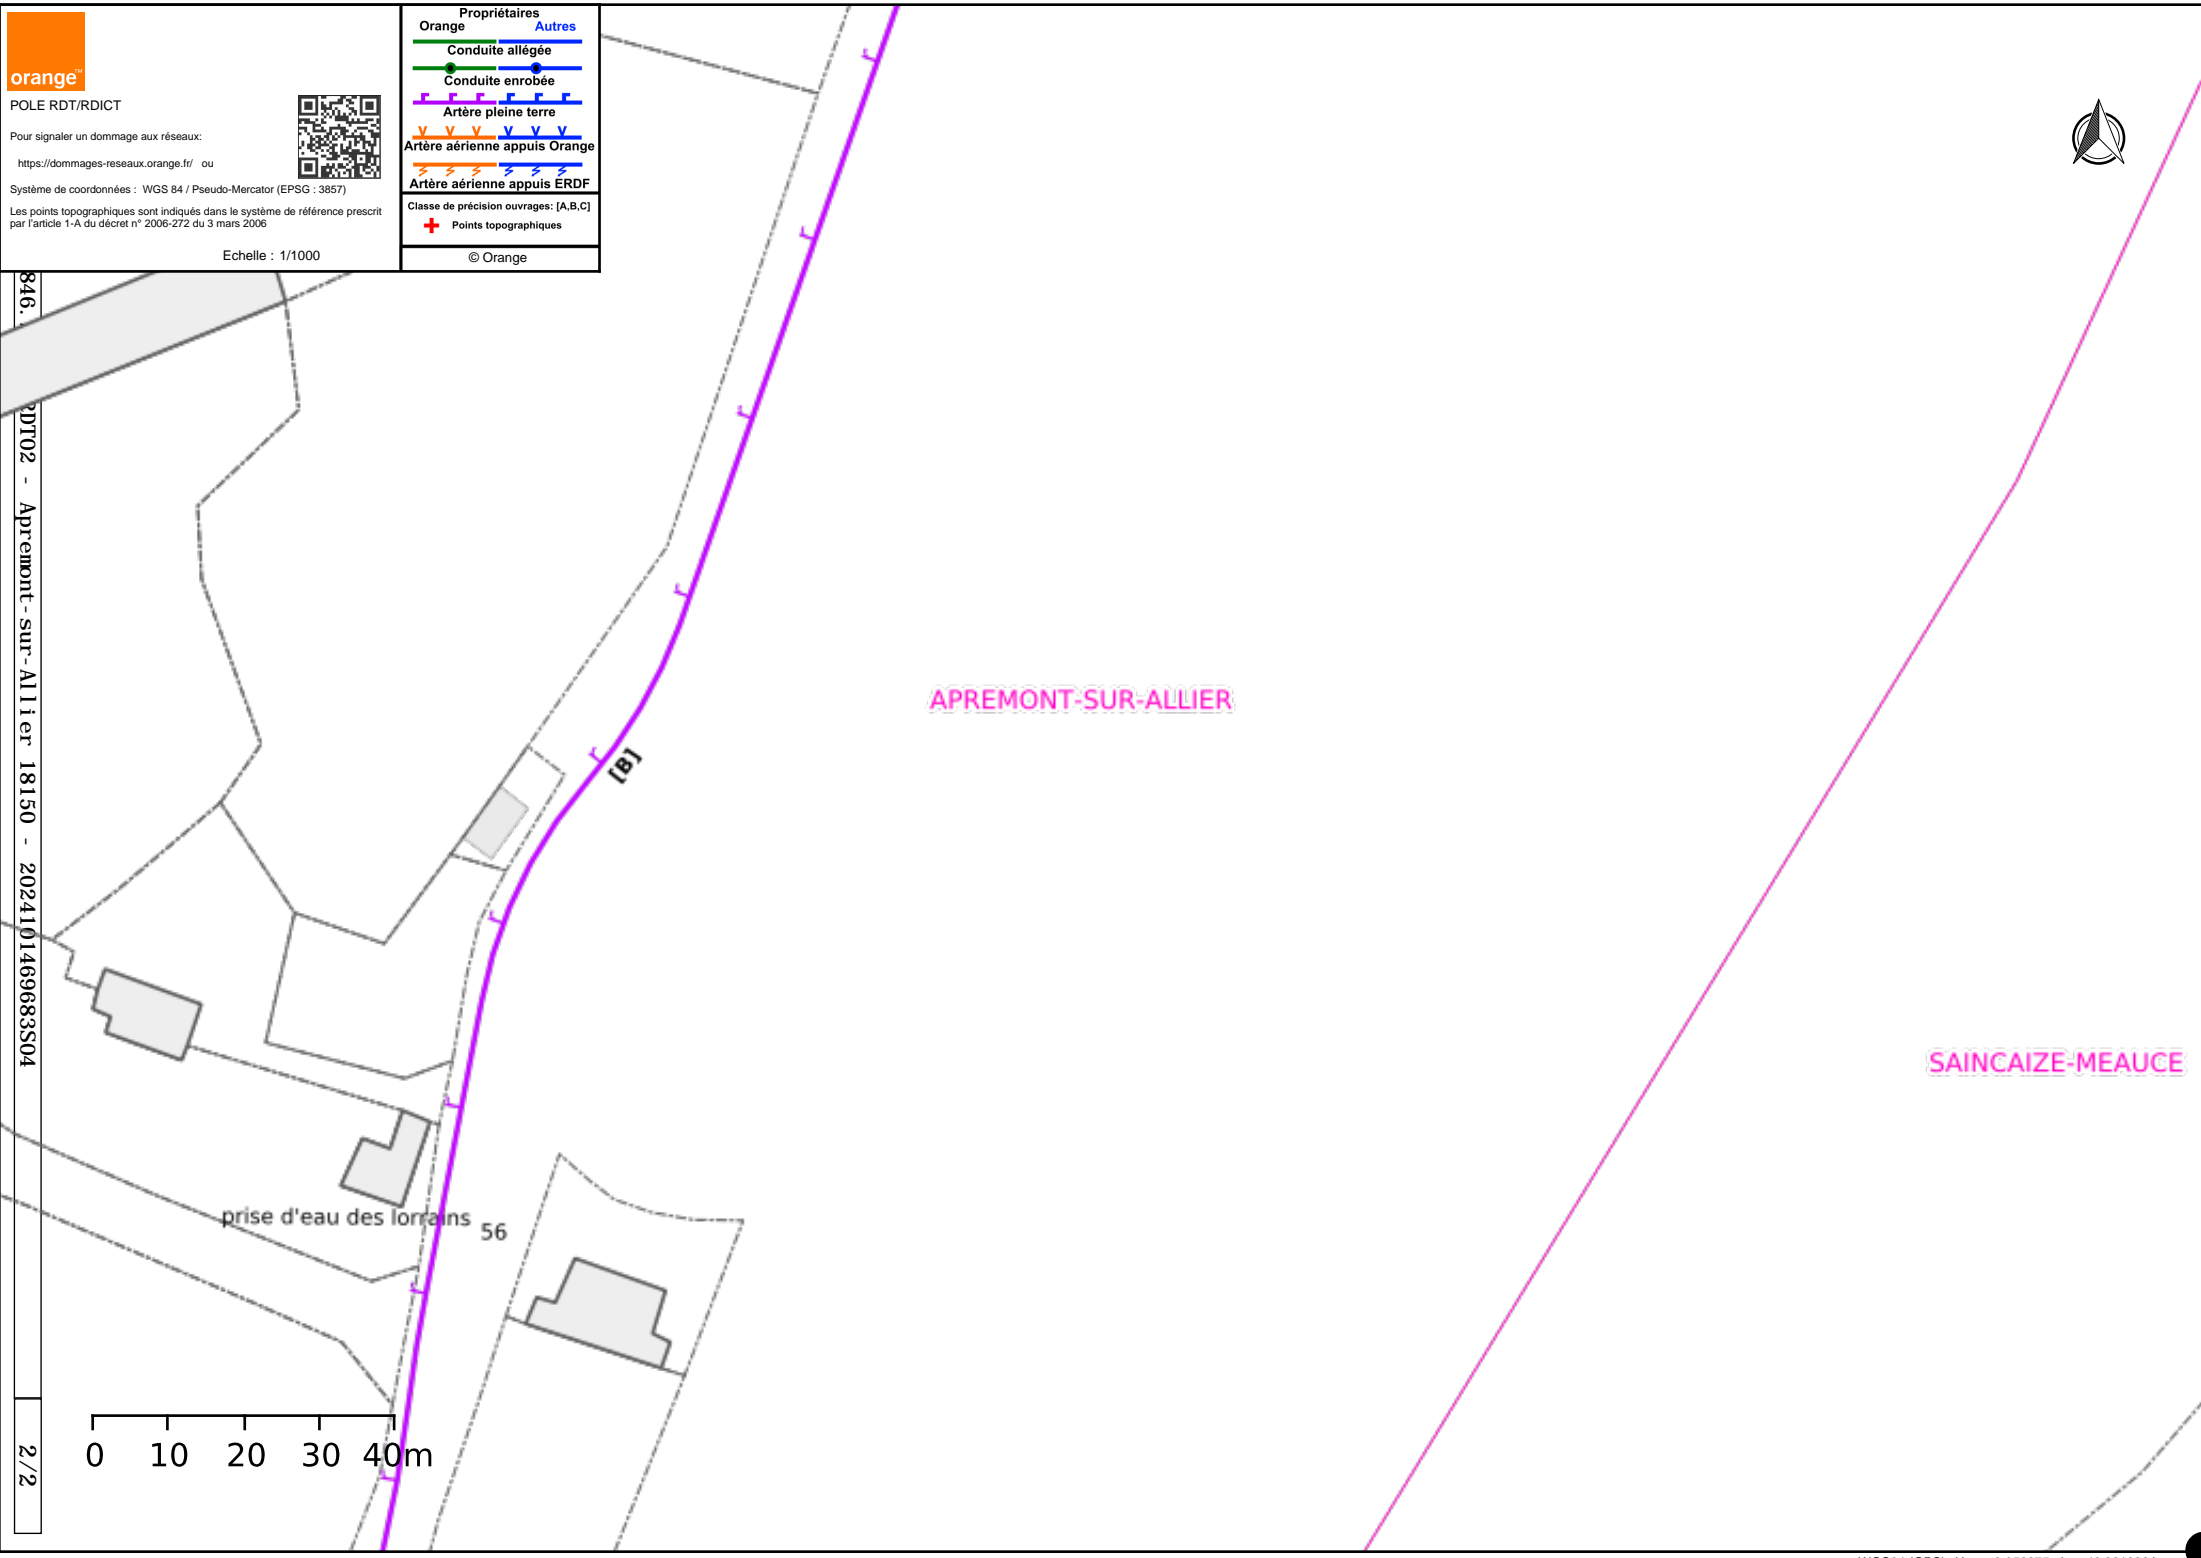 orange™
POLE RDT/RDICT
Pour signaler un dommage aux réseaux:
https://dommages-reseaux.orange.fr/ ou
Système de coordonnées : WGS 84 / Pseudo-Mercator (EPSG : 3857)
Les points topographiques sont indiqués dans le système de référence prescrit
par l'article 1-A du décret n° 2006-272 du 3 mars 2006
Echelle : 1/1000
Propriétaires
Orange Autres
Conduite allégée
Conduite enrobée
Artère pleine terre
Artère aérienne appuis Orange
Artère aérienne appuis ERDF
Classe de précision ouvrages: [A,B,C]
Points topographiques
© Orange
846. RDT02 - Apremont-sur-Allier 18150 - 2024101469683S04
2/2
APREMONT-SUR-ALLIER
[B]
SAINCAIZE-MEAUCE
prise d'eau des lorrains
56
0 10 20 30 40m